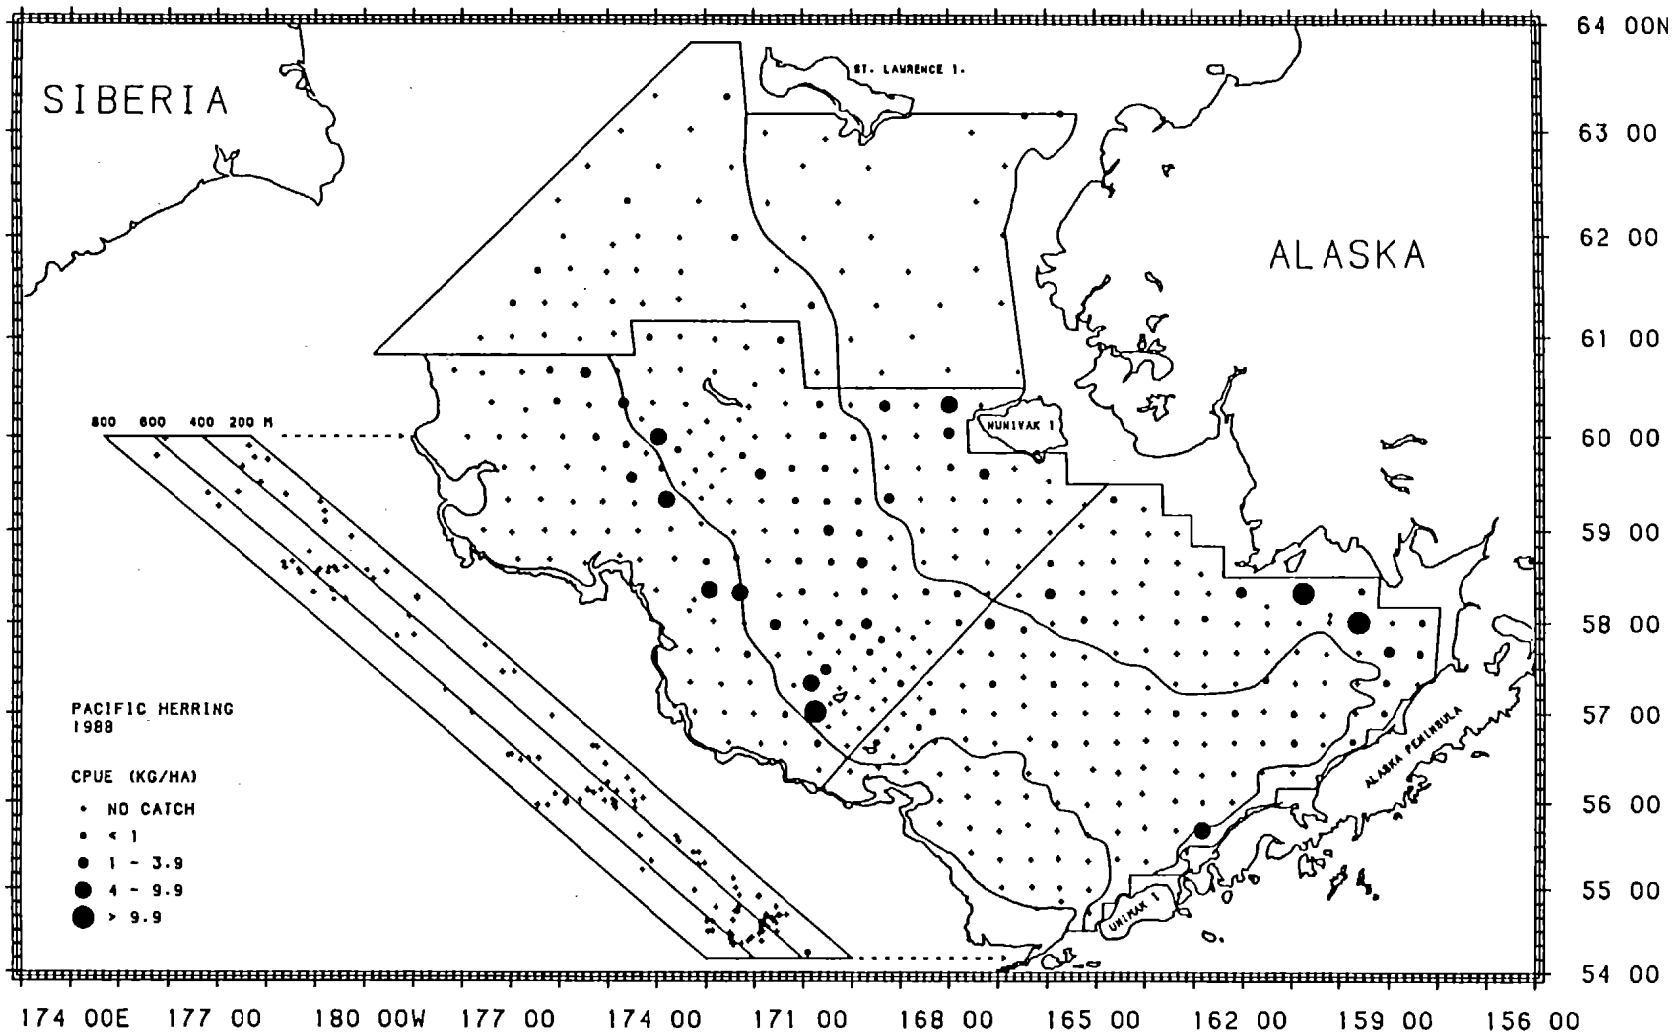 64 00N
ST. LAWRENCE I.
SIBERIA
63 00
62 00
ALASKA
61 00
800 600 400 200 M
NUNIVAK I
60 00
59 00
58 00
PACIFIC HERRING
1988
57 00
ALASKA PENINSULA
CPUE (KG/HA)
NO CATCH
56 00
< 1
1 - 3.9
4 - 9.9
55 00
> 9.9
UNIMAK I
54 00
174 00E 177 00 180 00W 177 00 174 00 171 00 168 00 165 00 162 00 159 00 156 00